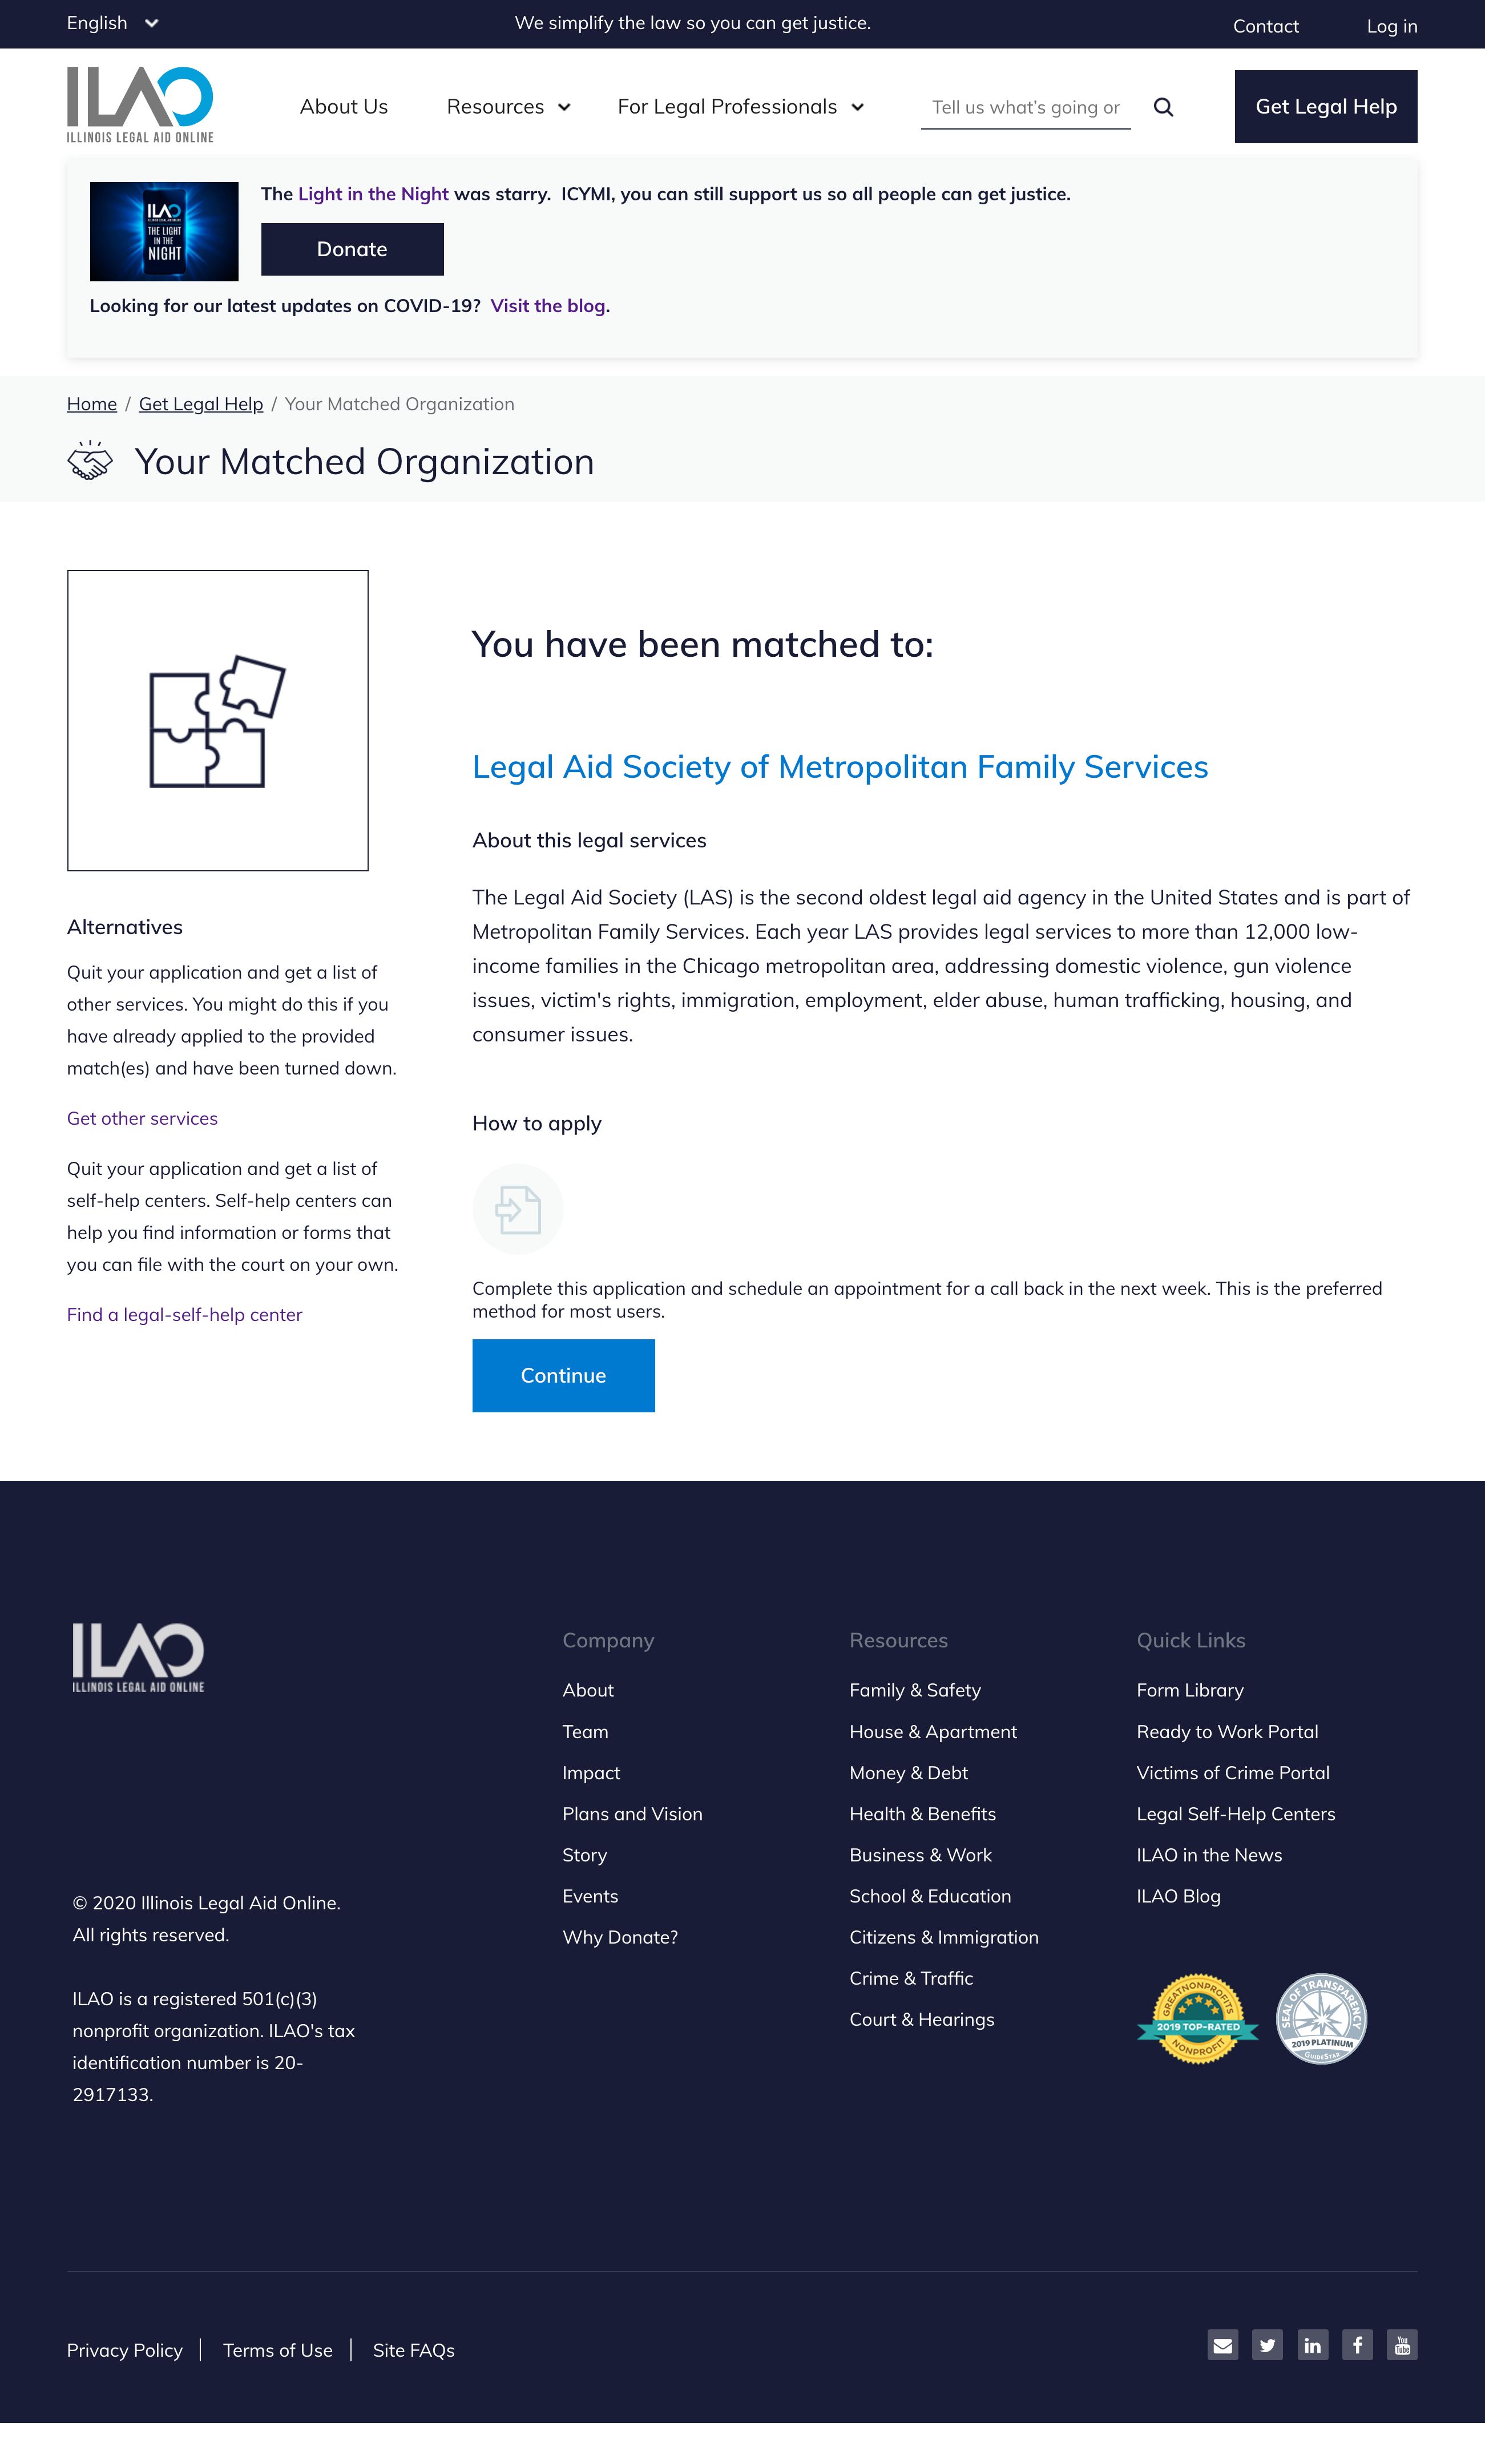 English
We simplify the law so you can get justice.
Contact
Log in
ILAO
ILLINOIS LEGAL AID ONLINE
About Us
Resources
For Legal Professionals
Tell us what's going or
Get Legal Help
ILAO
THE LIGHT
IN THE
NIGHT
The Light in the Night was starry. ICYMI, you can still support us so all people can get justice.
Donate
Looking for our latest updates on COVID-19? Visit the blog.
Home / Get Legal Help / Your Matched Organization
Your Matched Organization
Alternatives
Quit your application and get a list of
other services. You might do this if you
have already applied to the provided
match(es) and have been turned down.
Get other services
Quit your application and get a list of
self-help centers. Self-help centers can
help you find information or forms that
you can file with the court on your own.
Find a legal-self-help center
You have been matched to:
Legal Aid Society of Metropolitan Family Services
About this legal services
The Legal Aid Society (LAS) is the second oldest legal aid agency in the United States and is part of
Metropolitan Family Services. Each year LAS provides legal services to more than 12,000 low-
income families in the Chicago metropolitan area, addressing domestic violence, gun violence
issues, victim's rights, immigration, employment, elder abuse, human trafficking, housing, and
consumer issues.
How to apply
Complete this application and schedule an appointment for a call back in the next week. This is the preferred
method for most users.
Continue
ILAO
ILLINOIS LEGAL AID ONLINE
© 2020 Illinois Legal Aid Online.
All rights reserved.
ILAO is a registered 501(c)(3)
nonprofit organization. ILAO's tax
identification number is 20-
2917133.
Company
About
Team
Impact
Plans and Vision
Story
Events
Why Donate?
Resources
Family & Safety
House & Apartment
Money & Debt
Health & Benefits
Business & Work
School & Education
Citizens & Immigration
Crime & Traffic
Court & Hearings
Quick Links
Form Library
Ready to Work Portal
Victims of Crime Portal
Legal Self-Help Centers
ILAO in the News
ILAO Blog
GREATNONPROFITS
2019 TOP-RATED
NONPROFIT
SEAL OF TRANSPARENCY
2019 PLATINUM
GUIDESTAR
Privacy Policy
Terms of Use
Site FAQs
in
f
You
Tube